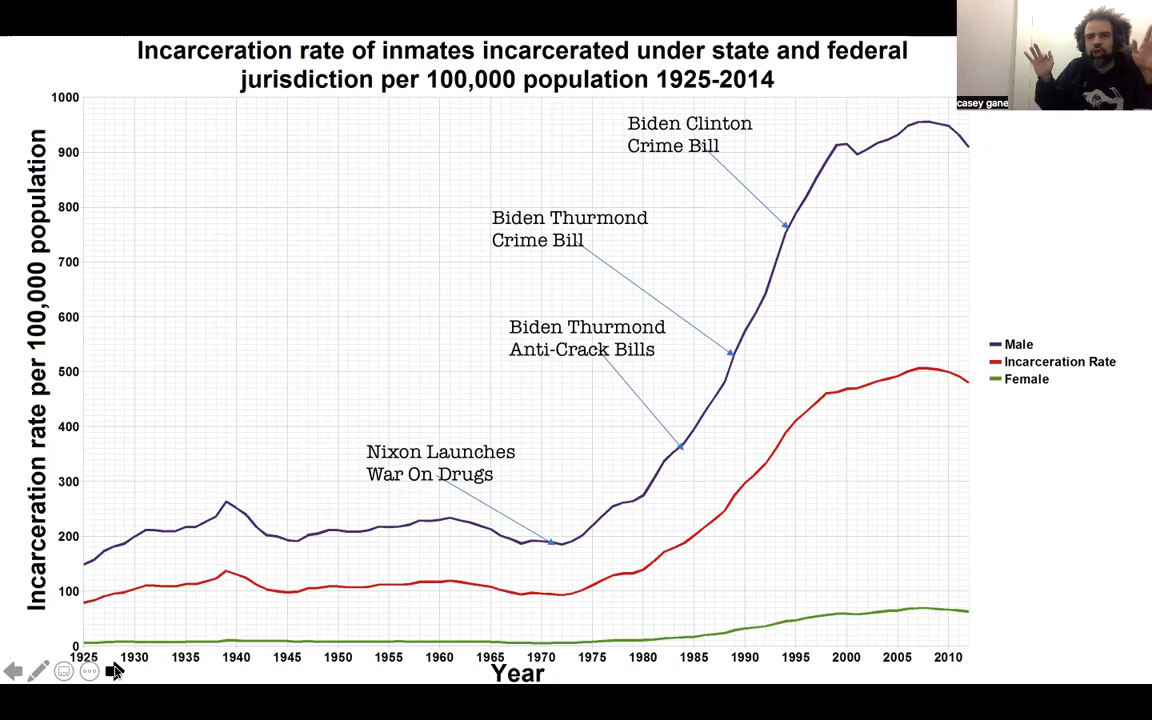 Incarceration rate of inmates incarcerated under state and federal
jurisdiction per 100,000 population 1925-2014
casey gane
Incarceration rate per 100,000 population
1000
900
800
700
600
500
400
300
200
100
0
Biden Clinton
Crime Bill
Biden Thurmond
Crime Bill
Biden Thurmond
Anti-Crack Bills
Nixon Launches
War On Drugs
Male
Incarceration Rate
Female
1925 1930 1935 1940 1945 1950 1955 1960 1965 1970 1975 1980 1985 1990 1995 2000 2005 2010
Year